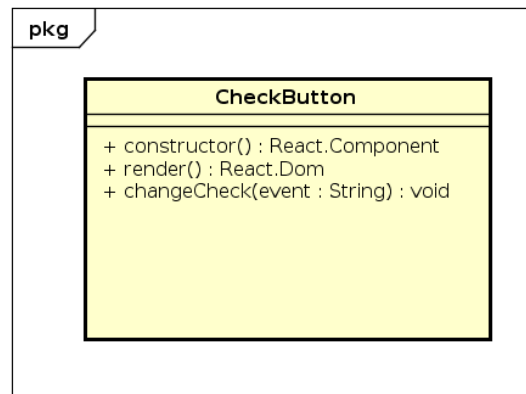 pkg
CheckButton
+ constructor() : React.Component
+ render() : React.Dom
+ changeCheck(event : String) : void